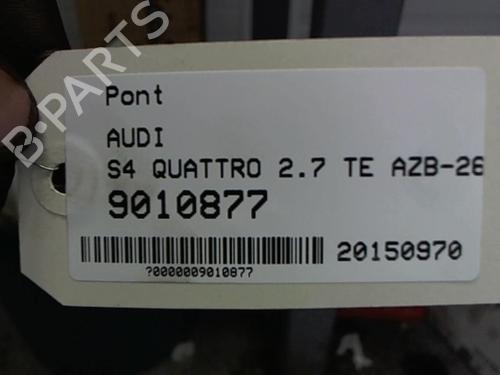 Pont
AUDI
S4 QUATTRO 2.7 TE AZB-26
9010877
20150970
?0000009010877
B-PARTS